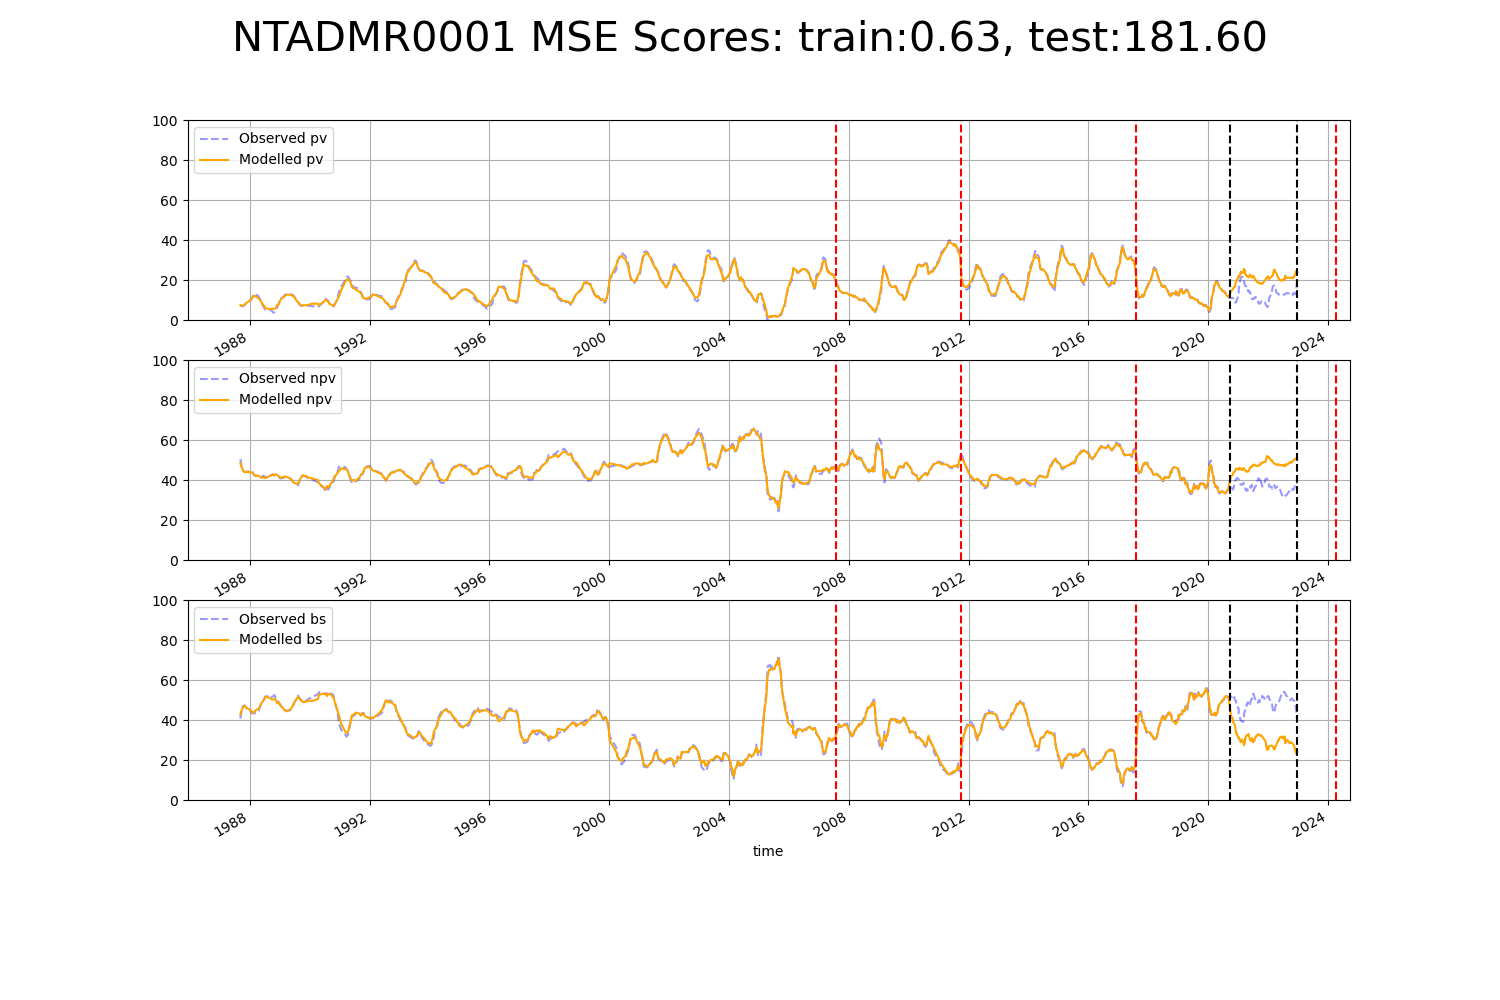 NTADMR0001 MSE Scores: train:0.63, test:181.60
100
80
60
40
20
0
Observed pv
Modelled pv
1988 1992 1996 2000 2004 2008 2012 2016 2020 2024
100
80
60
40
20
0
Observed npv
Modelled npv
1988 1992 1996 2000 2004 2008 2012 2016 2020 2024
100
80
60
40
20
0
Observed bs
Modelled bs
1988 1992 1996 2000 2004 2008 2012 2016 2020 2024
time